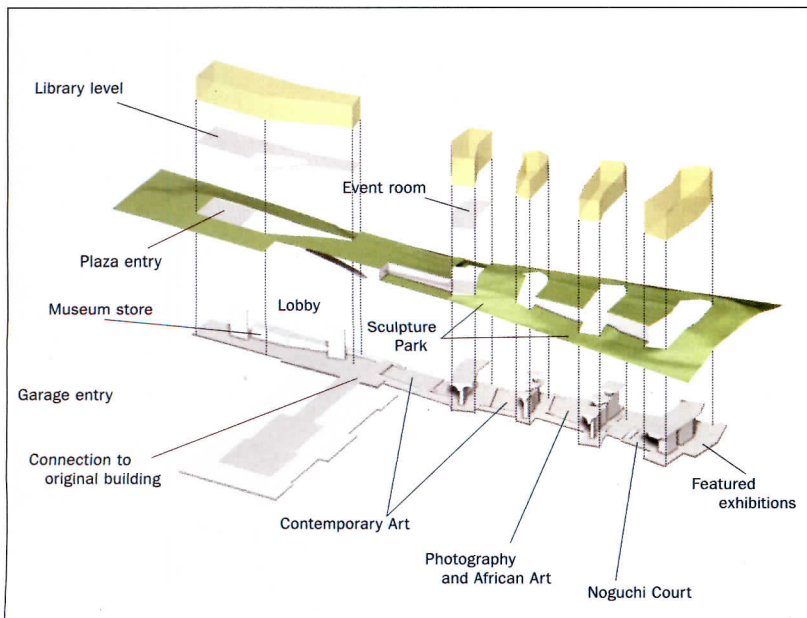 Library level
Event room
Plaza entry
Museum store
Lobby
Sculpture
Park
Garage entry
Connection to
original building
Featured
exhibitions
Contemporary Art
Photography
and African Art
Noguchi Court